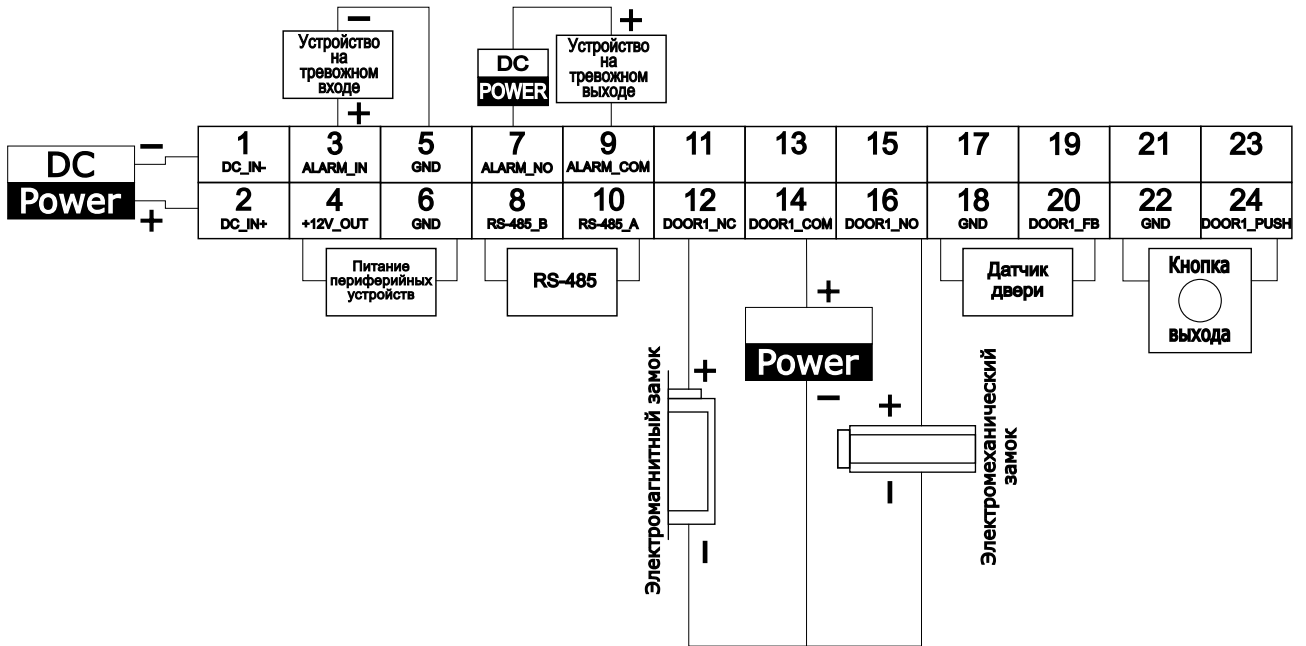 −
Устройство
на
тревожном
входе
+
DC
POWER
+
Устройство
на
тревожном
выходе
DC
Power
−
+
1 3 5 7 9 11 13 15 17 19 21 23
DC_IN- ALARM_IN GND ALARM_NO ALARM_COM
2 4 6 8 10 12 14 16 18 20 22 24
DC_IN+ +12V_OUT GND RS-485_B RS-485_A DOOR1_NC DOOR1_COM DOOR1_NO GND DOOR1_FB GND DOOR1_PUSH
Питание
периферийных
устройств
RS-485
Датчик
двери
Кнопка
выхода
+
Power
−
Электромагнитный замок
+
−
+
−
Электромеханический
замок